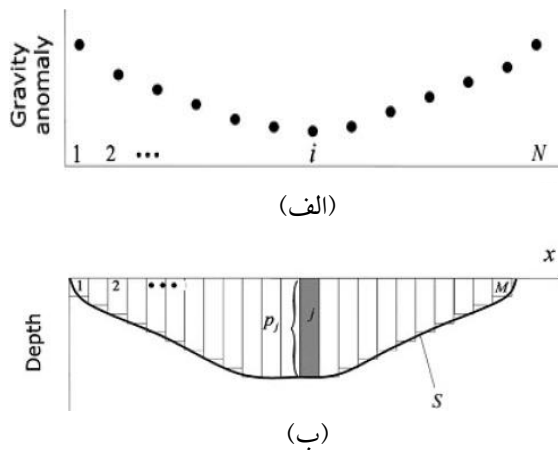 Gravity
anomaly
1 2 ••• i N
(الف)
x
1 2 ••• M
Depth
p_j j
S
(ب)